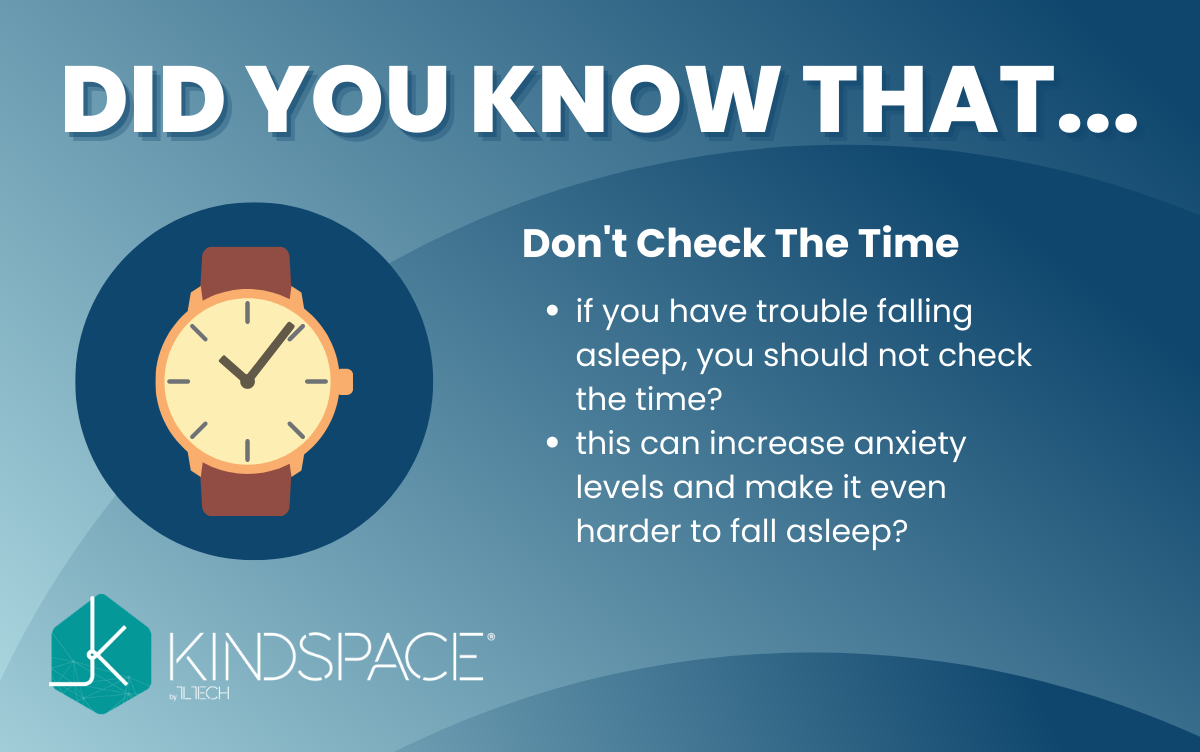 DID YOU KNOW THAT...
Don't Check The Time
• if you have trouble falling
asleep, you should not check
the time?
• this can increase anxiety
levels and make it even
harder to fall asleep?
KINDSPACE®
by TLTECH